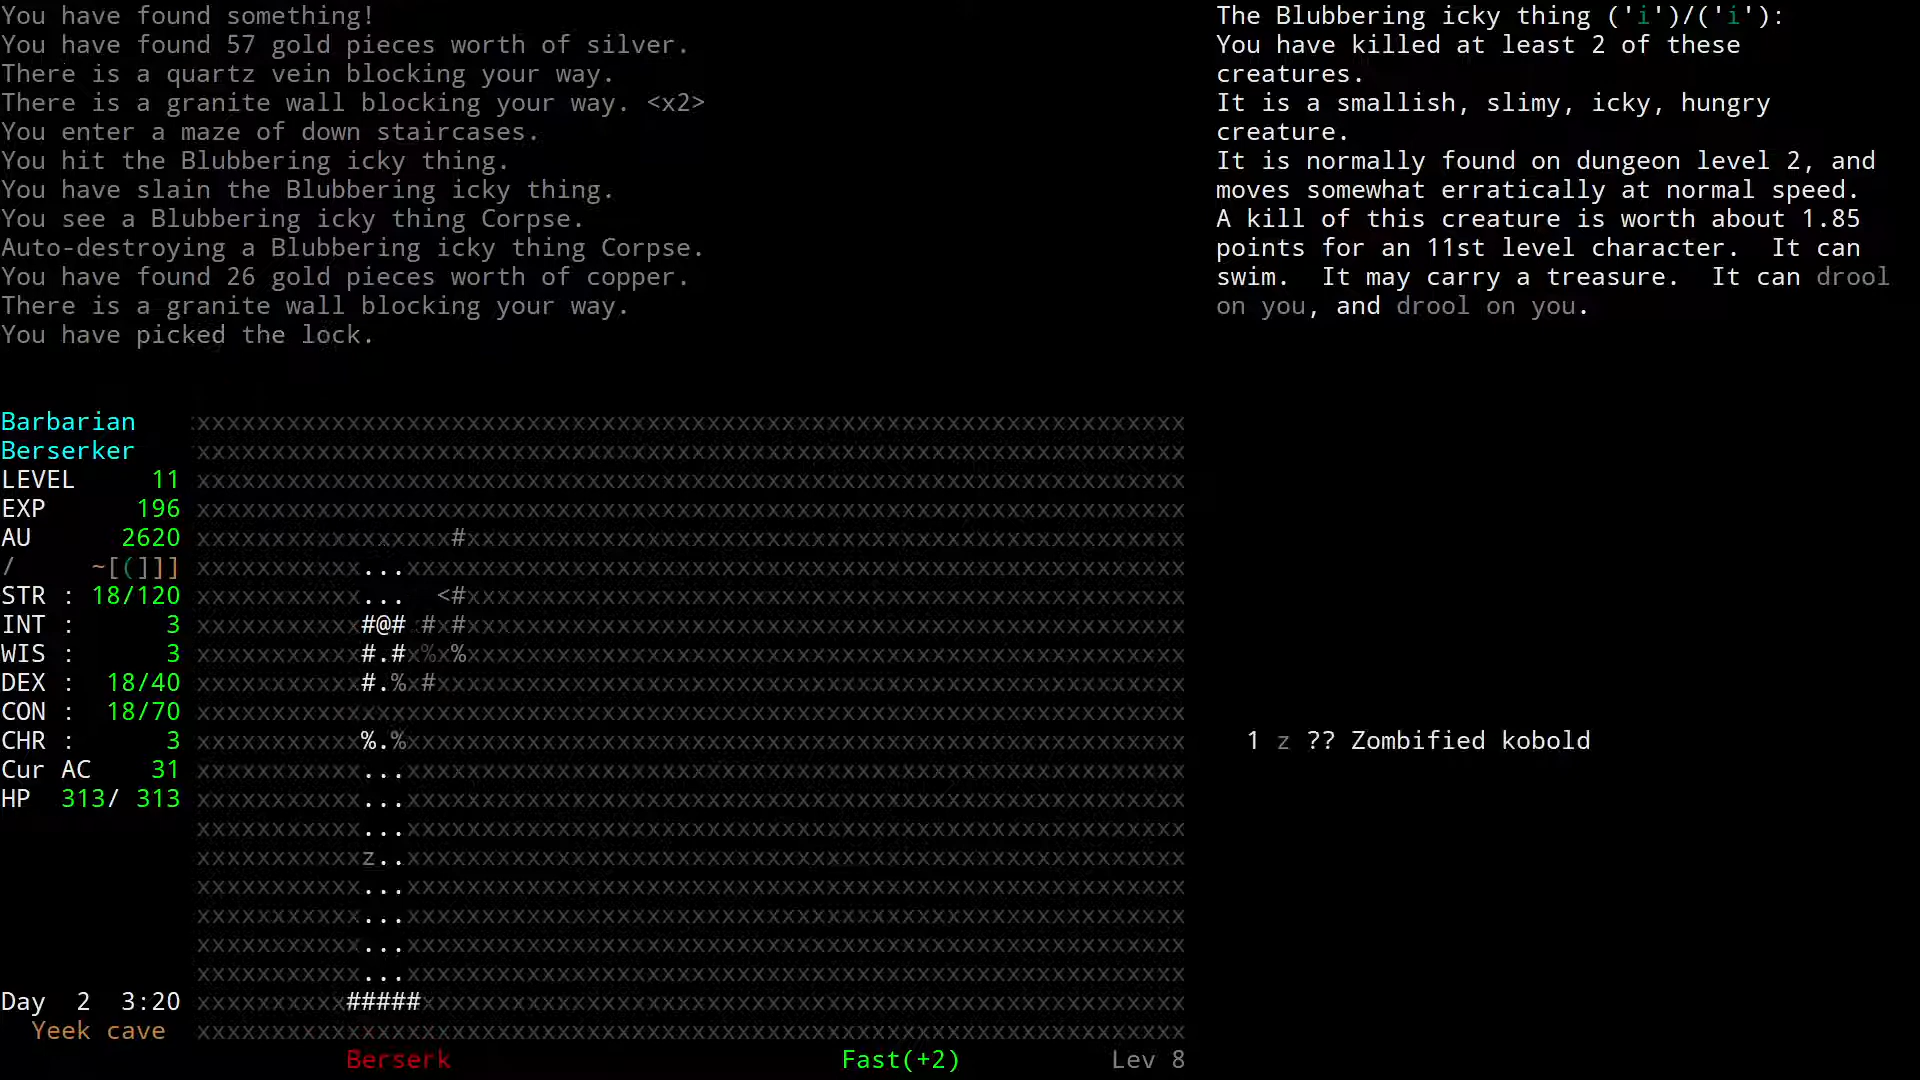 You have found something!
You have found 57 gold pieces worth of silver.
There is a quartz vein blocking your way.
There is a granite wall blocking your way. <x2>
You enter a maze of down staircases.
You hit the Blubbering icky thing.
You have slain the Blubbering icky thing.
You see a Blubbering icky thing Corpse.
Auto-destroying a Blubbering icky thing Corpse.
You have found 26 gold pieces worth of copper.
There is a granite wall blocking your way.
You have picked the lock.
The Blubbering icky thing ('i')/('i'):
You have killed at least 2 of these
creatures.
It is a smallish, slimy, icky, hungry
creature.
It is normally found on dungeon level 2, and
moves somewhat erratically at normal speed.
A kill of this creature is worth about 1.85
points for an 11st level character.  It can
swim.  It may carry a treasure.  It can drool
on you, and drool on you.
Barbarian
Berserker
LEVEL 11
EXP 196
AU 2620
/ ~[(]]]
STR : 18/120
INT : 3
WIS : 3
DEX : 18/40
CON : 18/70
CHR : 3
Cur AC 31
HP 313/ 313
Day 2 3:20
Yeek cave
1 z ?? Zombified kobold
Berserk Fast(+2) Lev 8